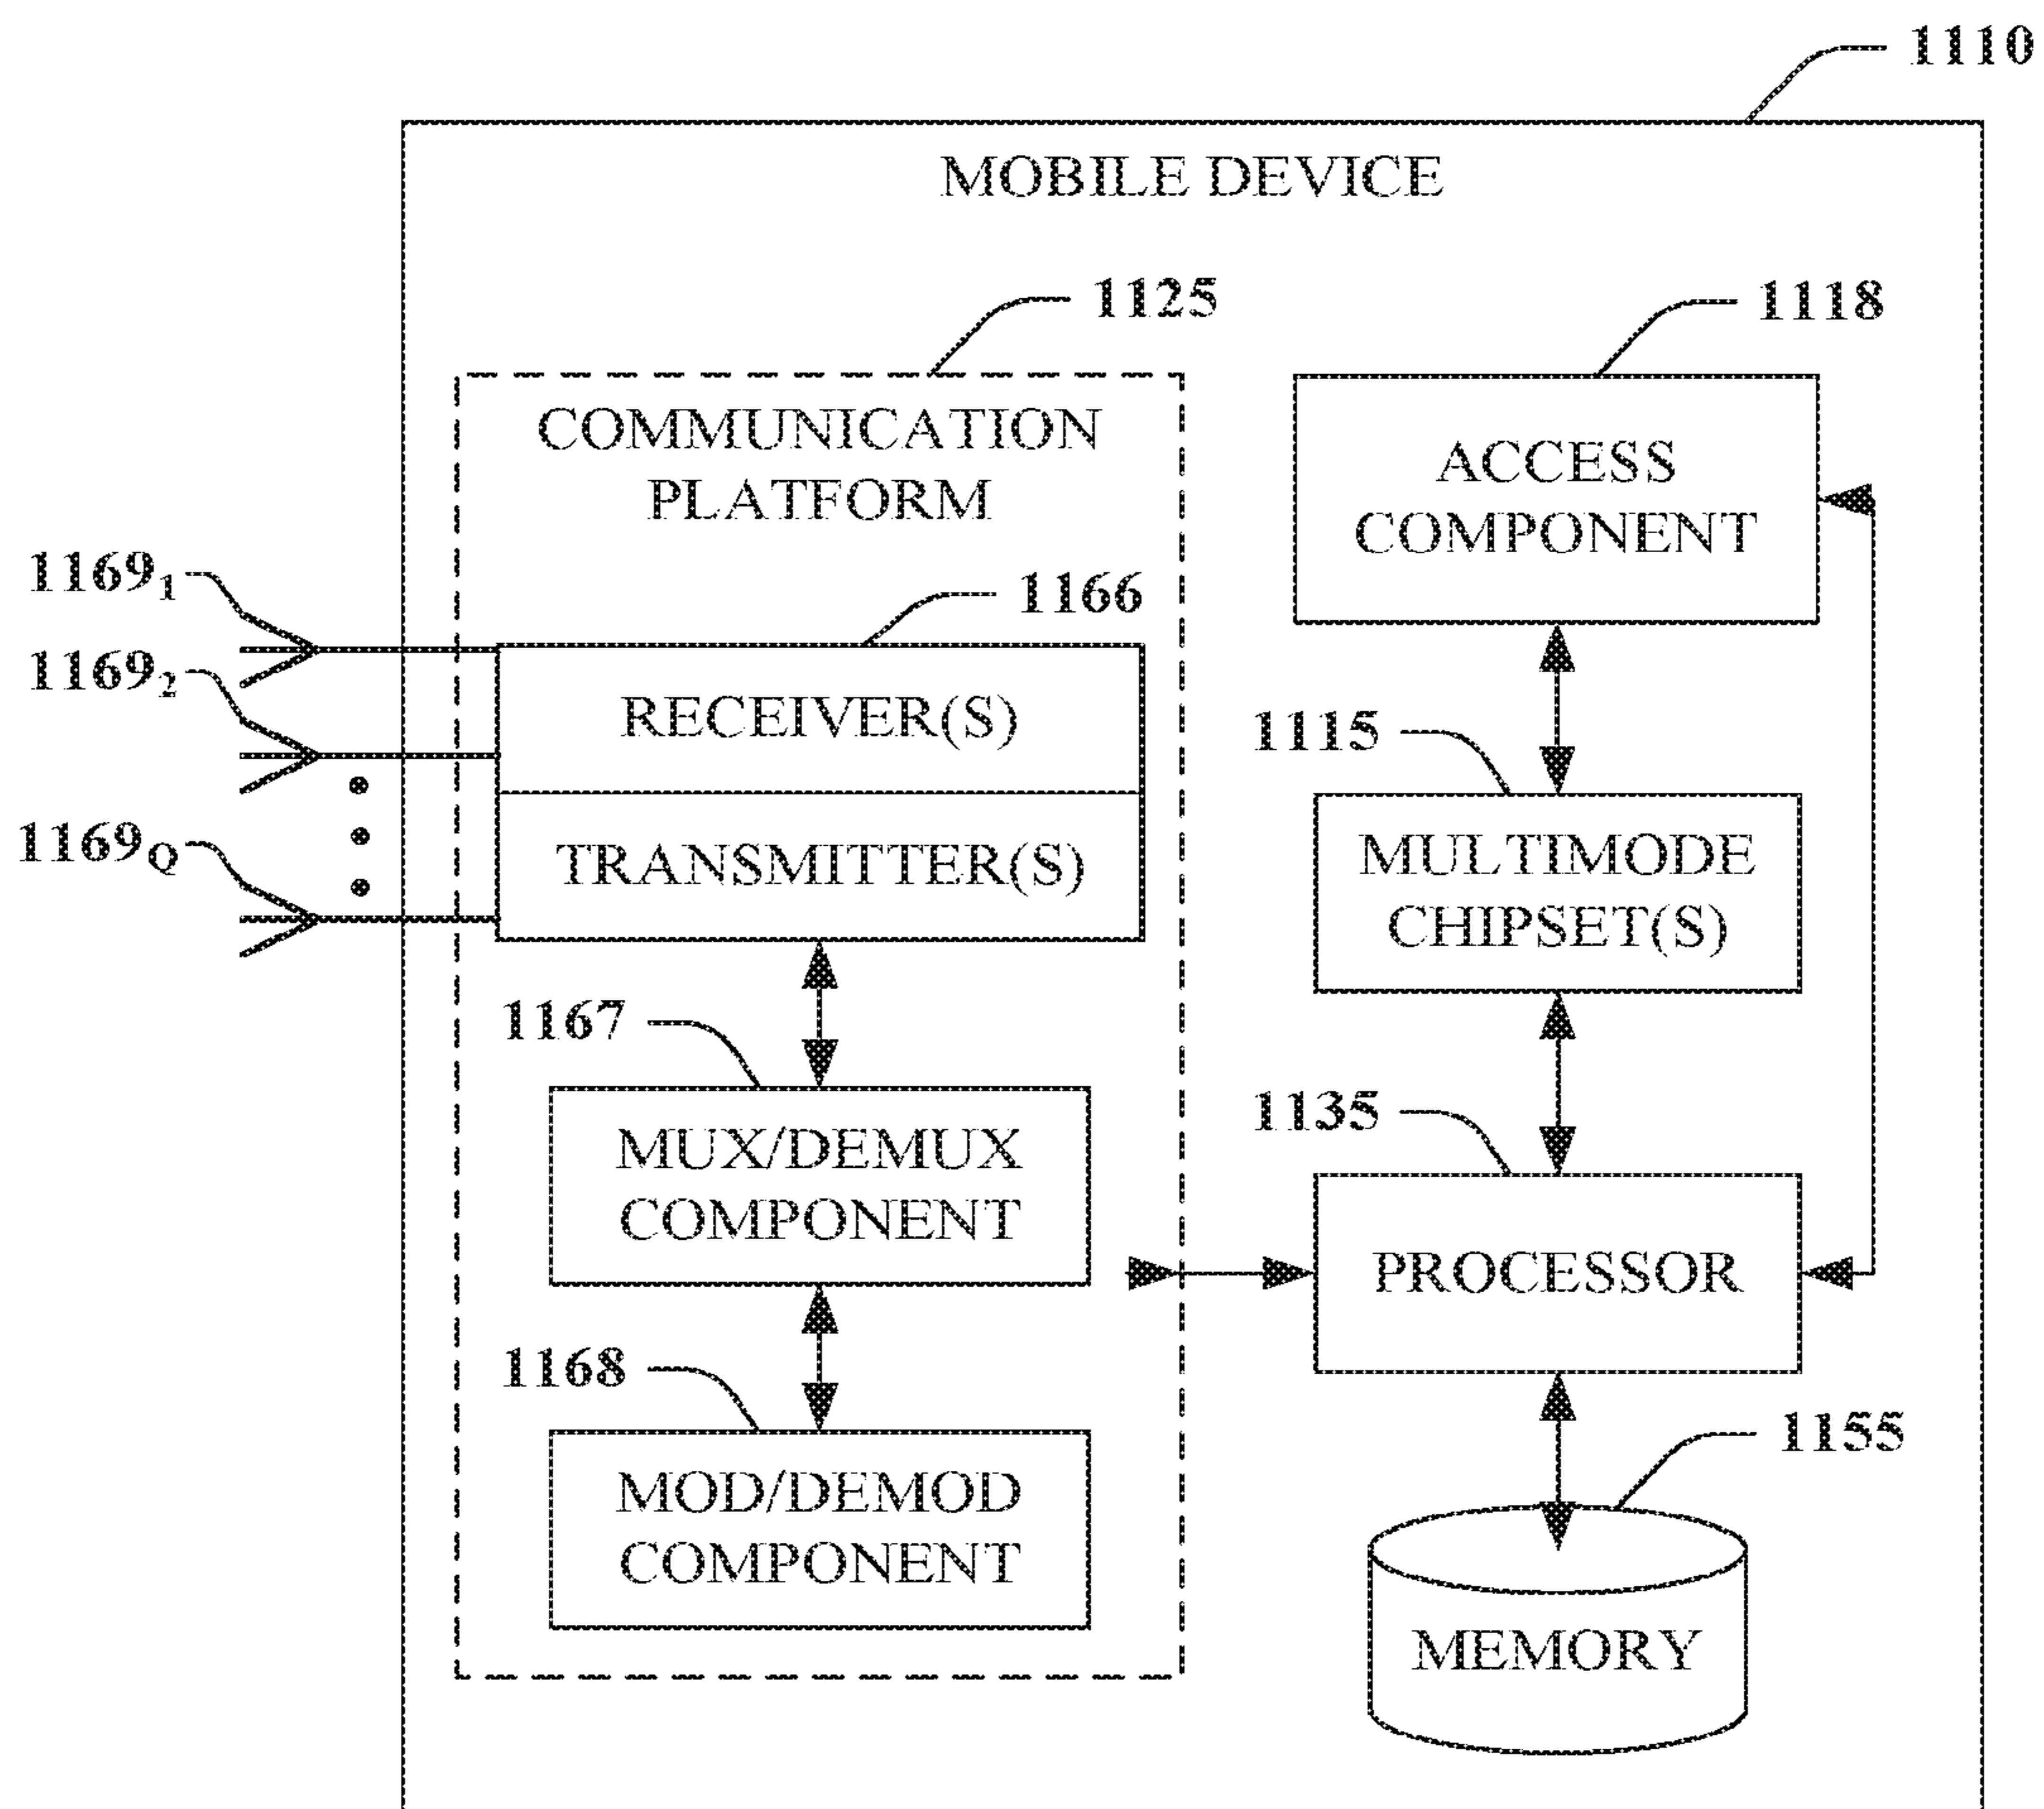 1110
MOBILE DEVICE
1125
1118
COMMUNICATION
PLATFORM
ACCESS
COMPONENT
1169₁
1166
1169₂
RECEIVER(S)
1115
1169Q
TRANSMITTER(S)
MULTIMODE
CHIPSET(S)
1167
1135
MUX/DEMUX
COMPONENT
PROCESSOR
1168
1155
MOD/DEMOD
COMPONENT
MEMORY